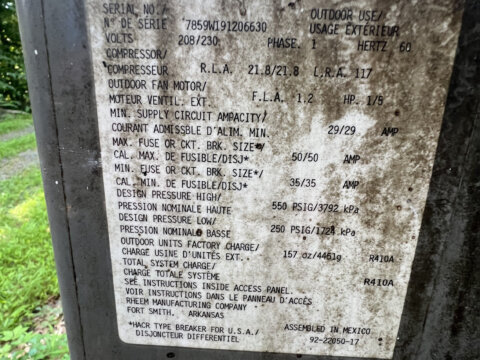 SERIAL NO./ OUTDOOR USE/
N° DE SÉRIE 7859W191206630 USAGE EXTÉRIEUR
VOLTS 208/230 PHASE. 1 HERTZ 60
COMPRESSOR/
COMPRESSEUR R.L.A. 21.8/21.8 L.R.A. 117
OUTDOOR FAN MOTOR/
MOTEUR VENTIL. EXT. F.L.A. 1.2 HP. 1/5
MIN. SUPPLY CIRCUIT AMPACITY/
COURANT ADMISSBLE D'ALIM. MIN. 29/29 AMP
MAX. FUSE OR CKT. BRK. SIZE*/
CAL. MAX. DE FUSIBLE/DISJ* 50/50 AMP
MIN. FUSE OR CKT. BRK. SIZE*/
CAL. MIN. DE FUSIBLE/DISJ* 35/35 AMP
DESIGN PRESSURE HIGH/
PRESSION NOMINALE HAUTE 550 PSIG/3792 kPa
DESIGN PRESSURE LOW/
PRESSION NOMINALE BASSE 250 PSIG/1724 kPa
OUTDOOR UNITS FACTORY CHARGE/
CHARGE USINE D'UNITÉS EXT. 157 oz/4451g R410A
TOTAL SYSTEM CHARGE/
CHARGE TOTALE SYSTÈME R410A
SEE INSTRUCTIONS INSIDE ACCESS PANEL.
VOIR INSTRUCTIONS DANS LE PANNEAU D'ACCÈS
RHEEM MANUFACTURING COMPANY
FORT SMITH, ARKANSAS
*HACR TYPE BREAKER FOR U.S.A./ ASSEMBLED IN MEXICO
DISJONCTEUR DIFFERENTIEL 92-22050-17